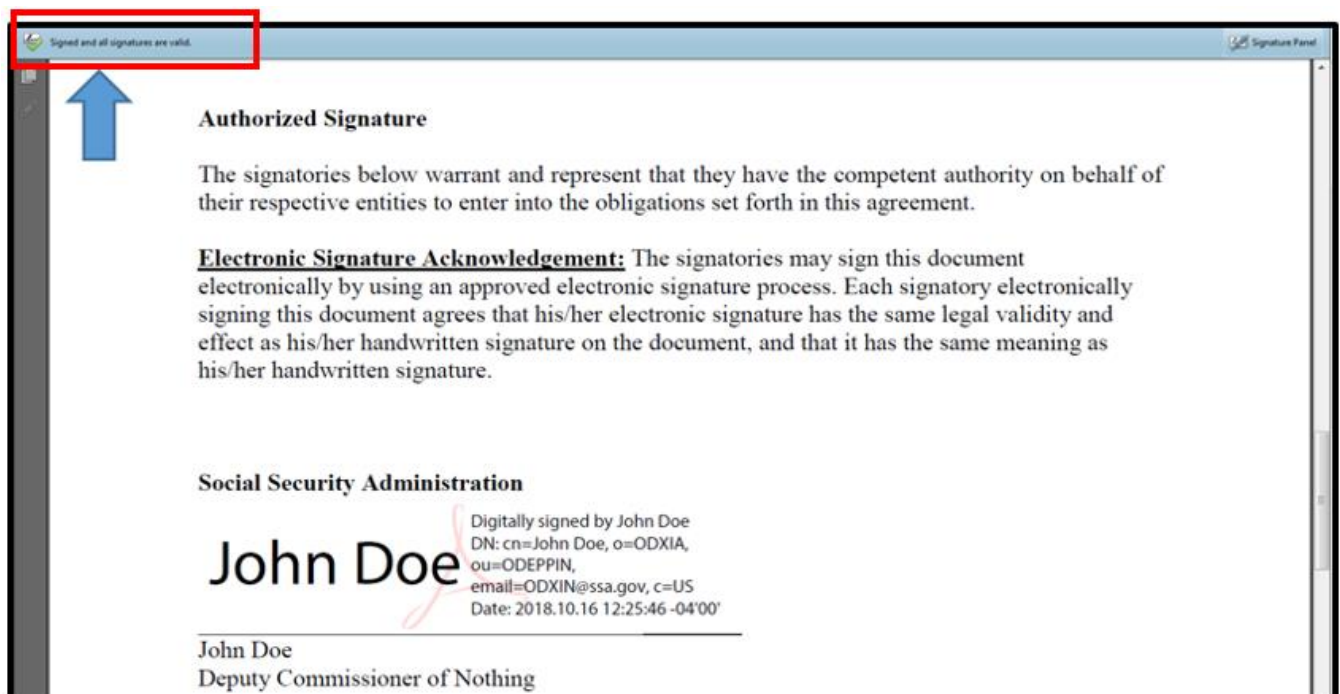 Signed and all signatures are valid.
Signature Panel
Authorized Signature
The signatories below warrant and represent that they have the competent authority on behalf of
their respective entities to enter into the obligations set forth in this agreement.
Electronic Signature Acknowledgement: The signatories may sign this document
electronically by using an approved electronic signature process. Each signatory electronically
signing this document agrees that his/her electronic signature has the same legal validity and
effect as his/her handwritten signature on the document, and that it has the same meaning as
his/her handwritten signature.
Social Security Administration
John Doe
Digitally signed by John Doe
DN: cn=John Doe, o=ODXIA,
ou=ODEPPIN,
email=ODXIN@ssa.gov, c=US
Date: 2018.10.16 12:25:46 -04'00'
John Doe
Deputy Commissioner of Nothing